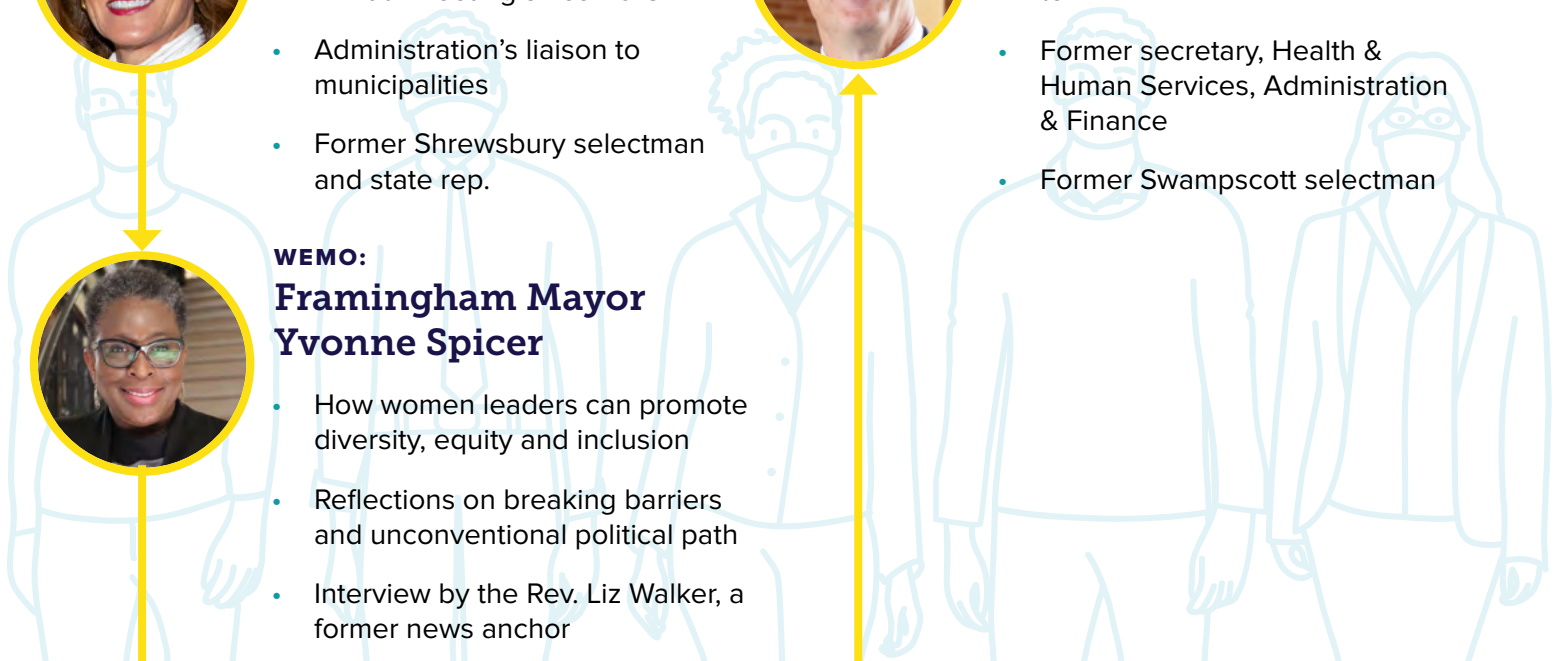 • Administration's liaison to
municipalities
• Former Shrewsbury selectman
and state rep.
WEMO:
Framingham Mayor
Yvonne Spicer
• How women leaders can promote
diversity, equity and inclusion
• Reflections on breaking barriers
and unconventional political path
• Interview by the Rev. Liz Walker, a
former news anchor
• Former secretary, Health &
Human Services, Administration
& Finance
• Former Swampscott selectman